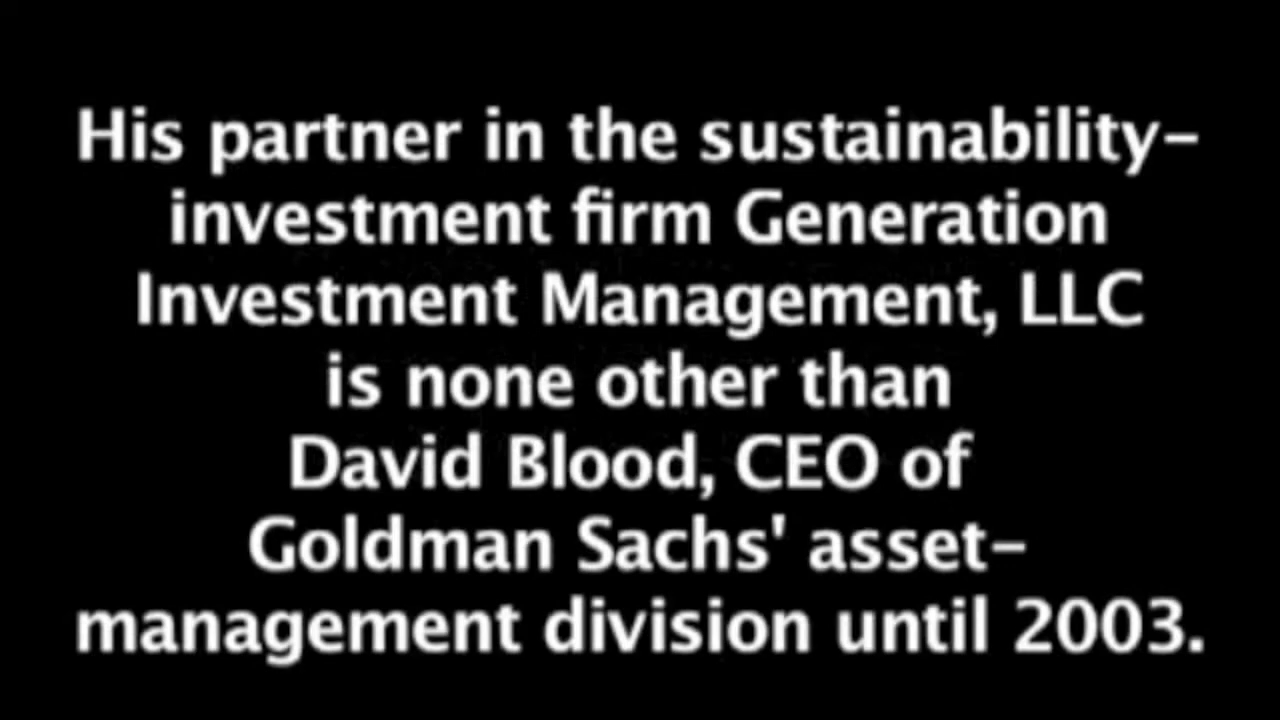 His partner in the sustainability-
investment firm Generation
Investment Management, LLC
is none other than
David Blood, CEO of
Goldman Sachs' asset-
management division until 2003.